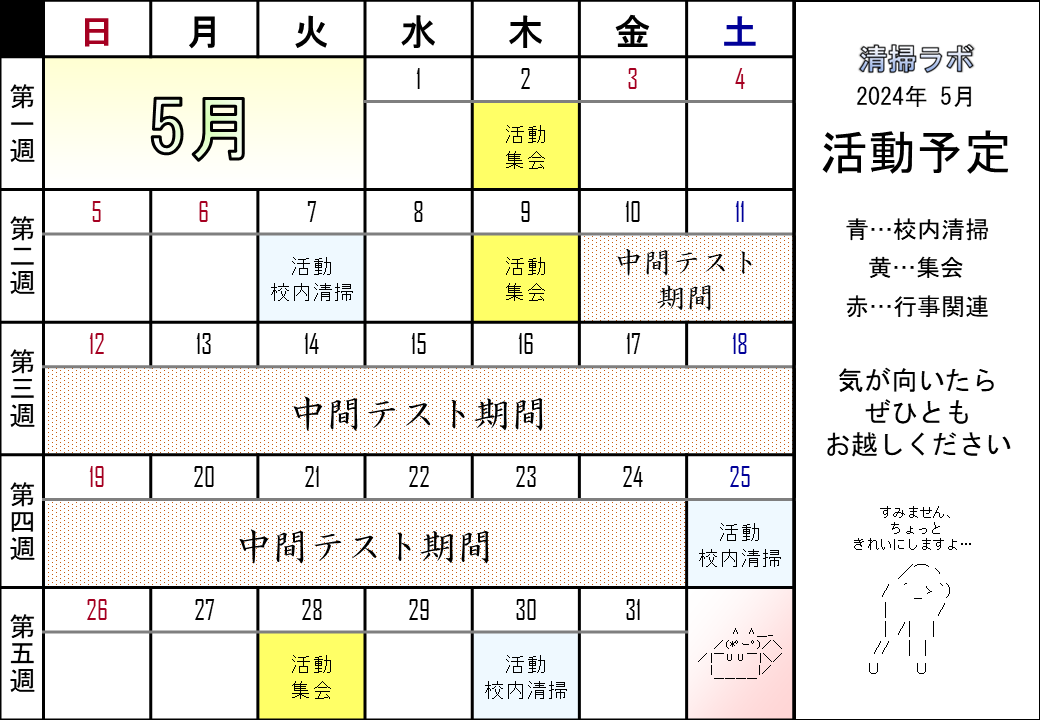 日 月 火 水 木 金 土
第一週
5月
1 2 3 4
活動
集会
第二週
5 6 7 8 9 10 11
活動
校内清掃
活動
集会
中間テスト
期間
第三週
12 13 14 15 16 17 18
中間テスト期間
第四週
19 20 21 22 23 24 25
中間テスト期間
活動
校内清掃
第五週
26 27 28 29 30 31
活動
集会
活動
校内清掃
清掃ラボ
2024年 5月
活動予定
青…校内清掃
黄…集会
赤…行事関連
気が向いたら
ぜひとも
お越しください
すみません、
ちょっと
きれいにしますよ…